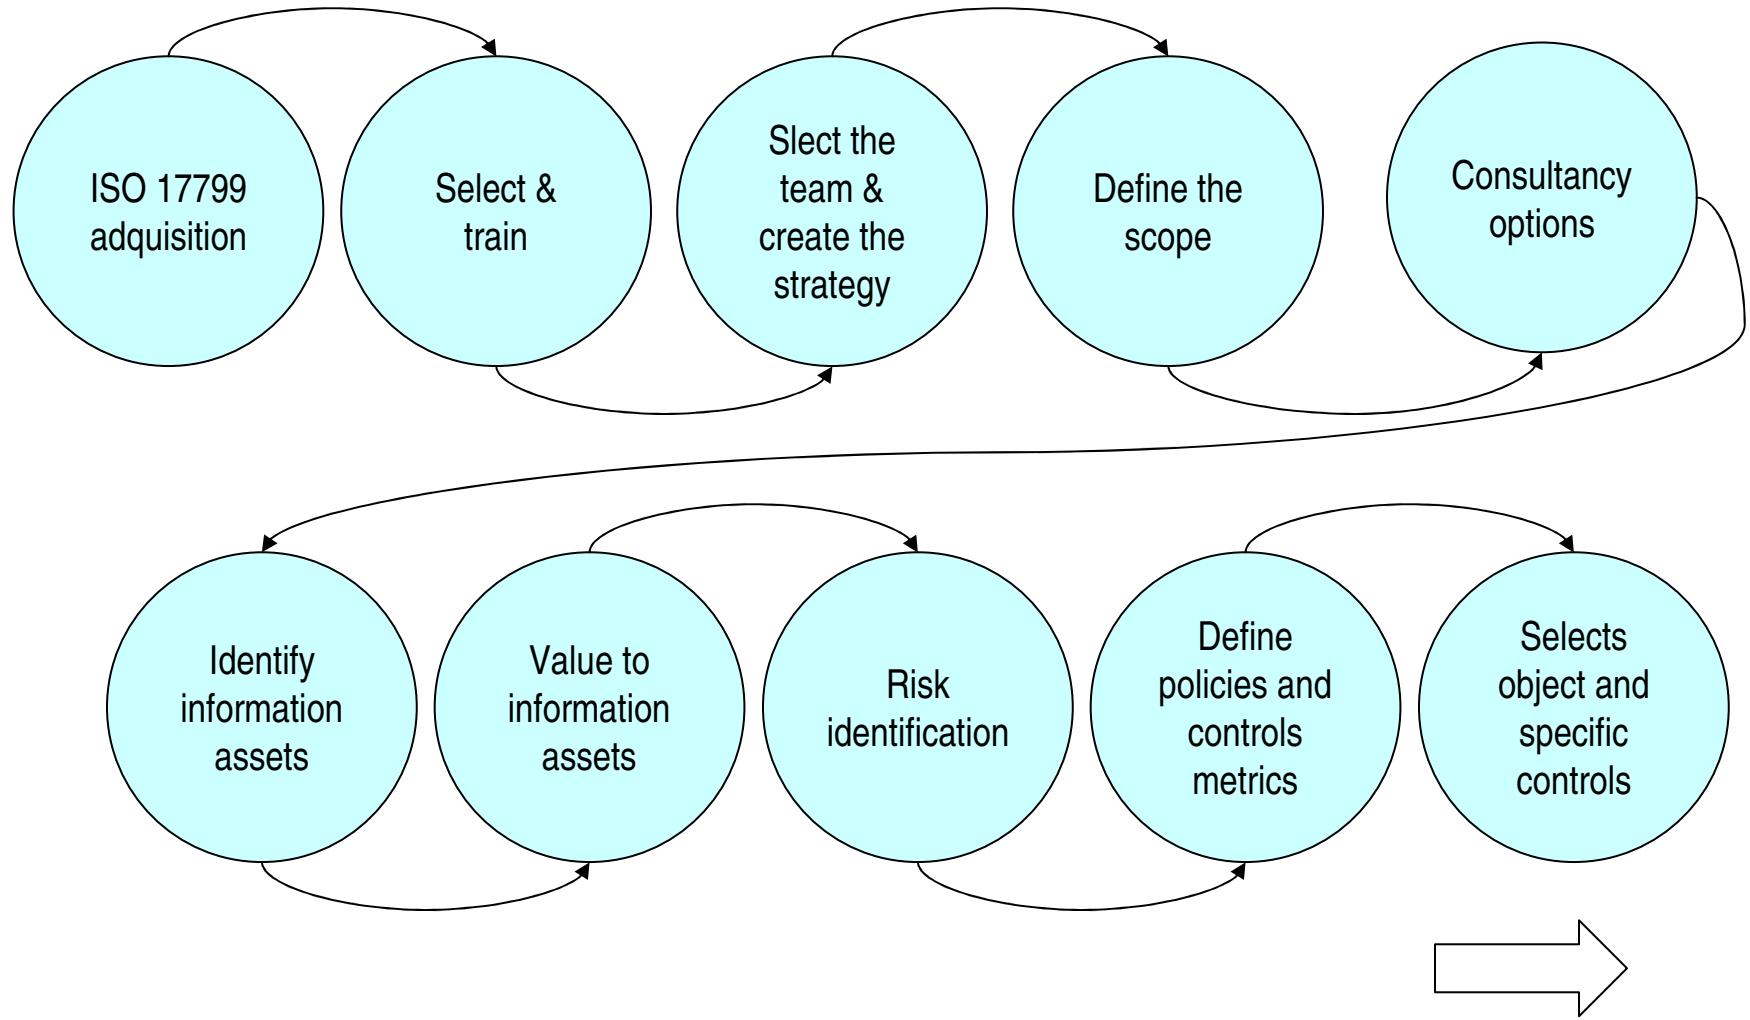 ISO 17799
adquisition
Select &
train
Slect the
team &
create the
strategy
Define the
scope
Consultancy
options
Identify
information
assets
Value to
information
assets
Risk
identification
Define
policies and
controls
metrics
Selects
object and
specific
controls